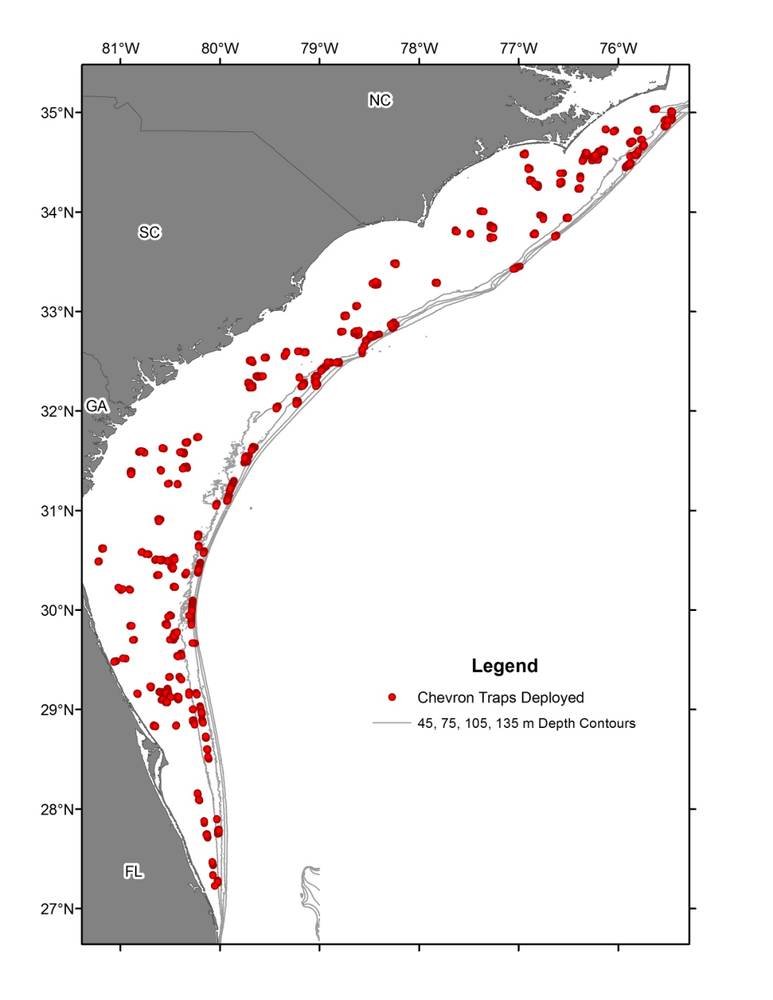 81°W 80°W 79°W 78°W 77°W 76°W
NC
35°N
34°N
SC
33°N
GA
32°N
31°N
30°N
Legend
Chevron Traps Deployed
29°N
45, 75, 105, 135 m Depth Contours
28°N
FL
27°N